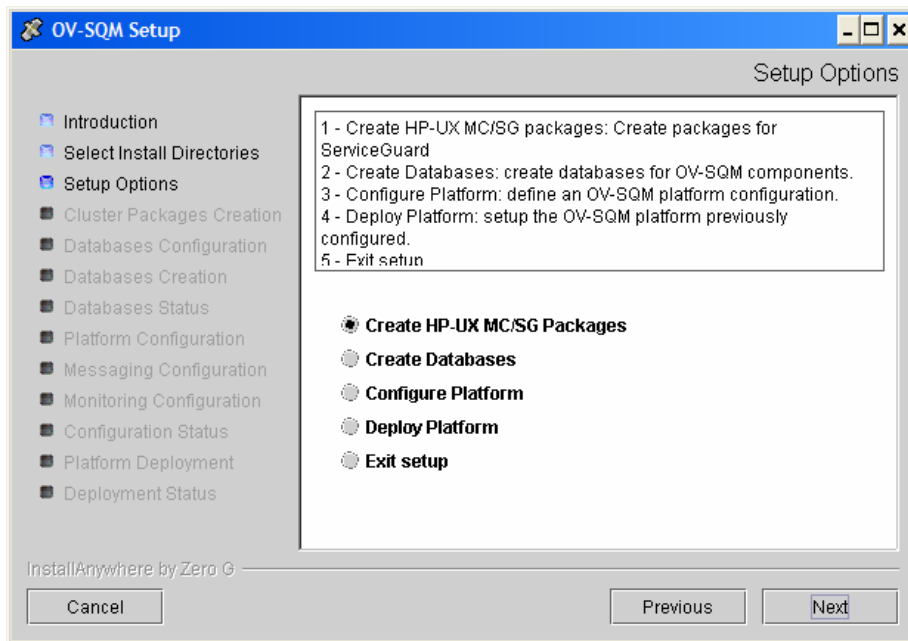 OV-SQM Setup
Setup Options
Introduction
Select Install Directories
Setup Options
Cluster Packages Creation
Databases Configuration
Databases Creation
Databases Status
Platform Configuration
Messaging Configuration
Monitoring Configuration
Configuration Status
Platform Deployment
Deployment Status
1 - Create HP-UX MC/SG packages: Create packages for
ServiceGuard
2 - Create Databases: create databases for OV-SQM components.
3 - Configure Platform: define an OV-SQM platform configuration.
4 - Deploy Platform: setup the OV-SQM platform previously
configured.
5 - Exit setup
Create HP-UX MC/SG Packages
Create Databases
Configure Platform
Deploy Platform
Exit setup
InstallAnywhere by Zero G
Cancel
Previous
Next